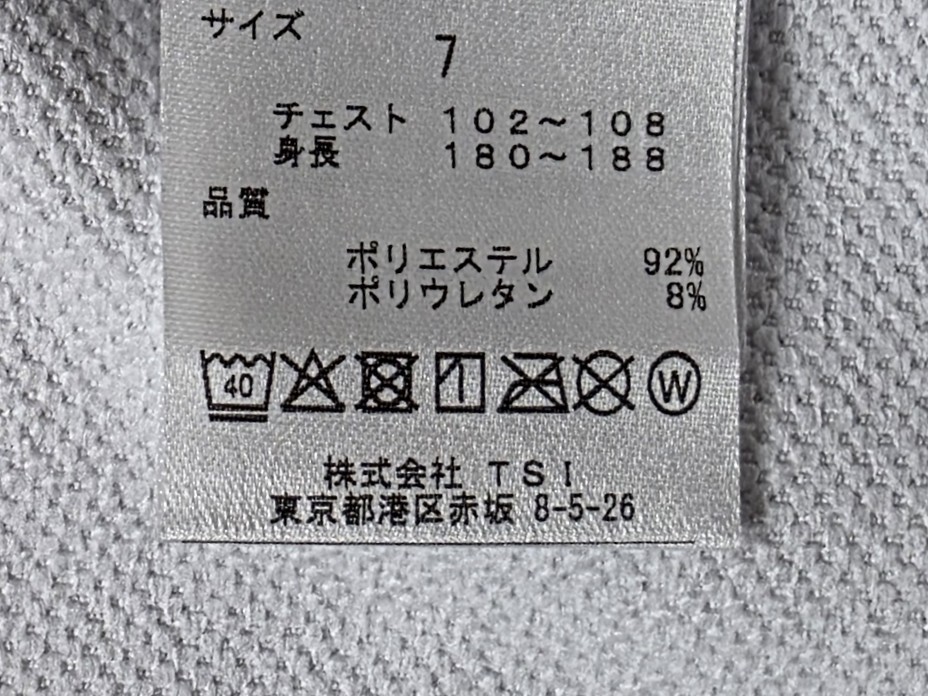 サイズ
7
チェスト 102～108
身長 180～188
品質
ポリエステル 92%
ポリウレタン 8%
40 W
株式会社 TSI
東京都港区赤坂 8-5-26